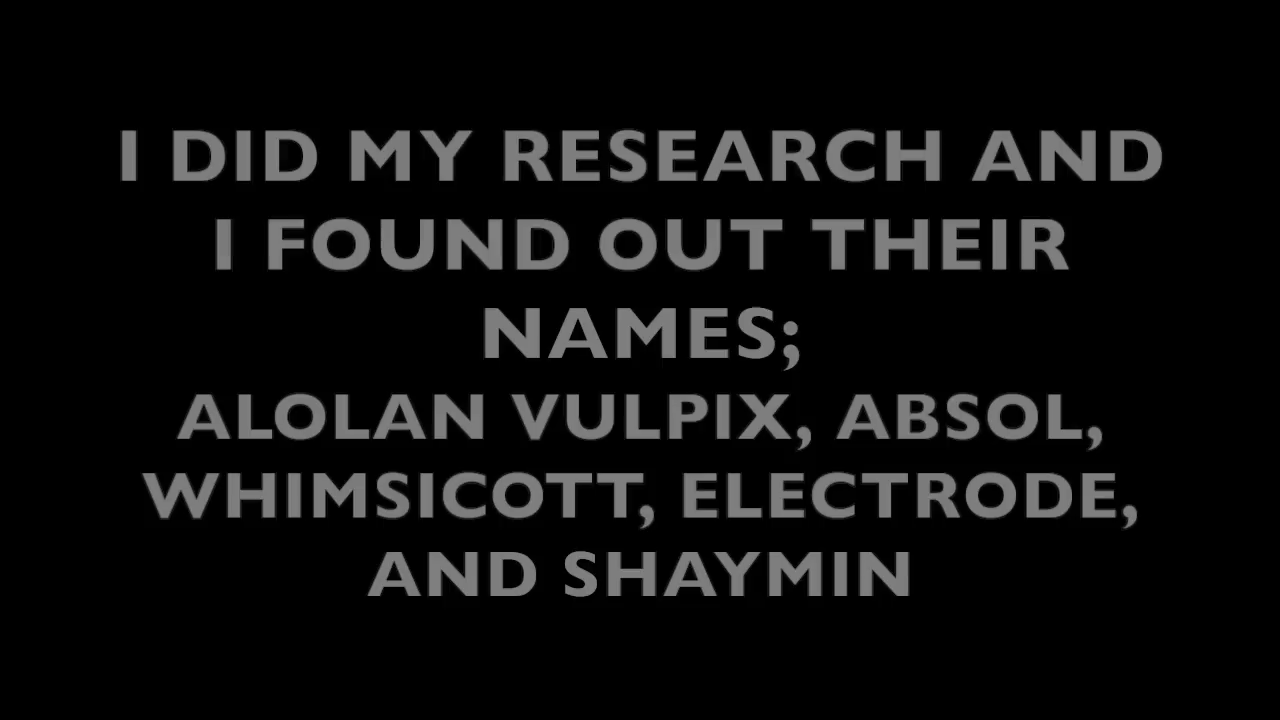 I DID MY RESEARCH AND
I FOUND OUT THEIR
NAMES;
ALOLAN VULPIX, ABSOL,
WHIMSICOTT, ELECTRODE,
AND SHAYMIN